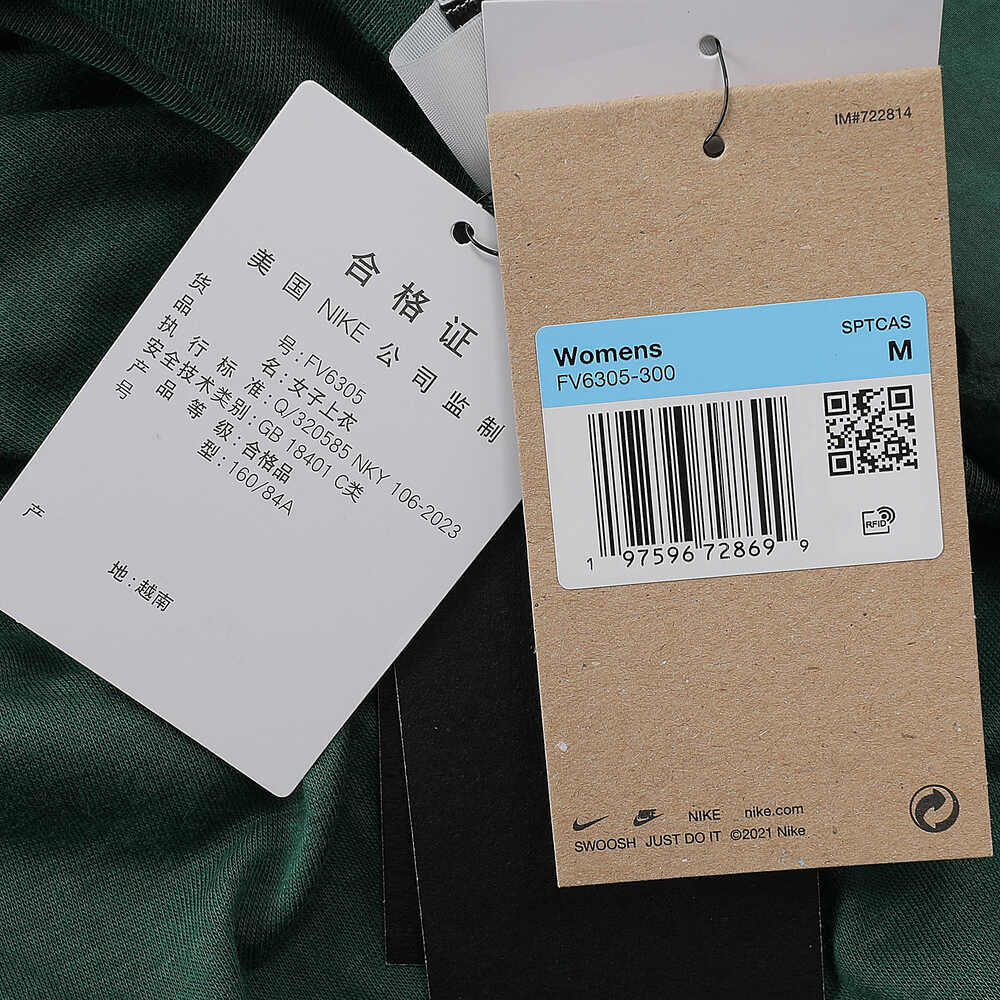 合格证
美国 NIKE 公司监制
货号:FV6305
品名:女子上衣
执行标准:Q/320585 NKY 106-2023
安全技术类别:GB 18401 C类
产品等级:合格品
号型:160/84A
产地:越南
IM#722814
SPTCAS
Womens M
FV6305-300
RFID
1 97596 72869 9
NIKE nike.com
SWOOSH JUST DO IT ©2021 Nike